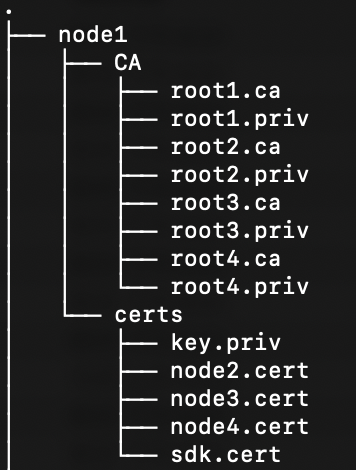 .
├── node1
│   ├── CA
│   │   ├── root1.ca
│   │   ├── root1.priv
│   │   ├── root2.ca
│   │   ├── root2.priv
│   │   ├── root3.ca
│   │   ├── root3.priv
│   │   ├── root4.ca
│   │   └── root4.priv
│   └── certs
│       ├── key.priv
│       ├── node2.cert
│       ├── node3.cert
│       ├── node4.cert
│       └── sdk.cert